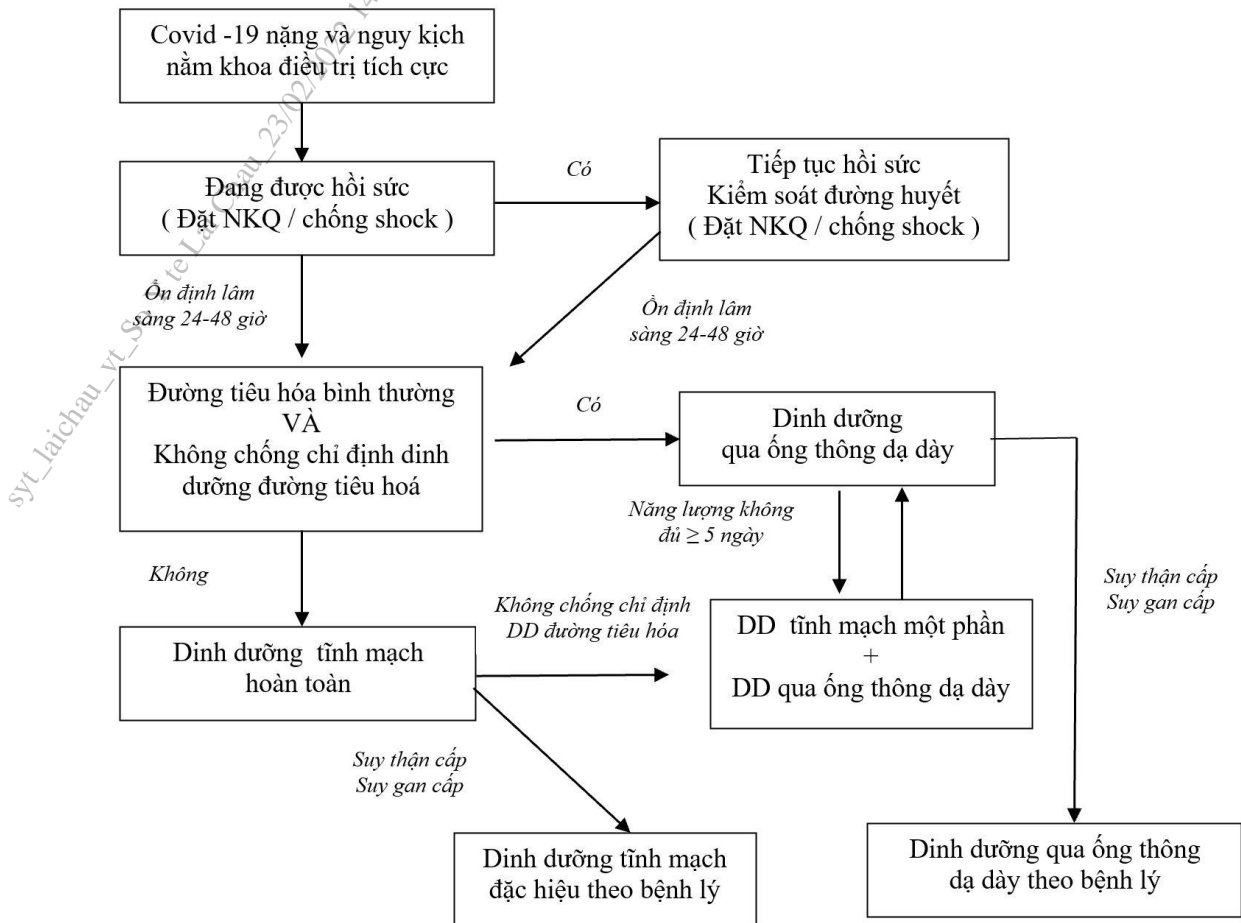 Covid -19 nặng và nguy kịch
nằm khoa điều trị tích cực
Đang được hồi sức
( Đặt NKQ / chống shock )
Có
Tiếp tục hồi sức
Kiểm soát đường huyết
( Đặt NKQ / chống shock )
Ổn định lâm
sàng 24-48 giờ
Ổn định lâm
sàng 24-48 giờ
Đường tiêu hóa bình thường
VÀ
Không chống chỉ định dinh
dưỡng đường tiêu hoá
Có
Dinh dưỡng
qua ống thông dạ dày
Năng lượng không
đủ ≥ 5 ngày
Không
Suy thận cấp
Suy gan cấp
Dinh dưỡng  tĩnh mạch
hoàn toàn
Không chống chỉ định
DD đường tiêu hóa
DD  tĩnh mạch một phần
+
DD qua ống thông dạ dày
Suy thận cấp
Suy gan cấp
Dinh dưỡng tĩnh mạch
đặc hiệu theo bệnh lý
Dinh dưỡng qua ống thông
dạ dày theo bệnh lý